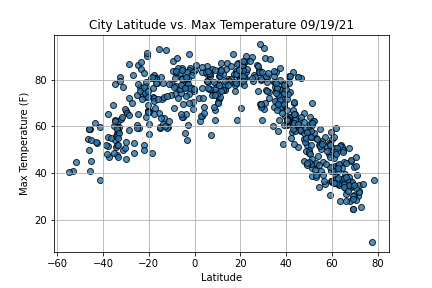 City Latitude vs. Max Temperature 09/19/21
Max Temperature (F)
80
60
40
20
−60 −40 −20 0 20 40 60 80
Latitude